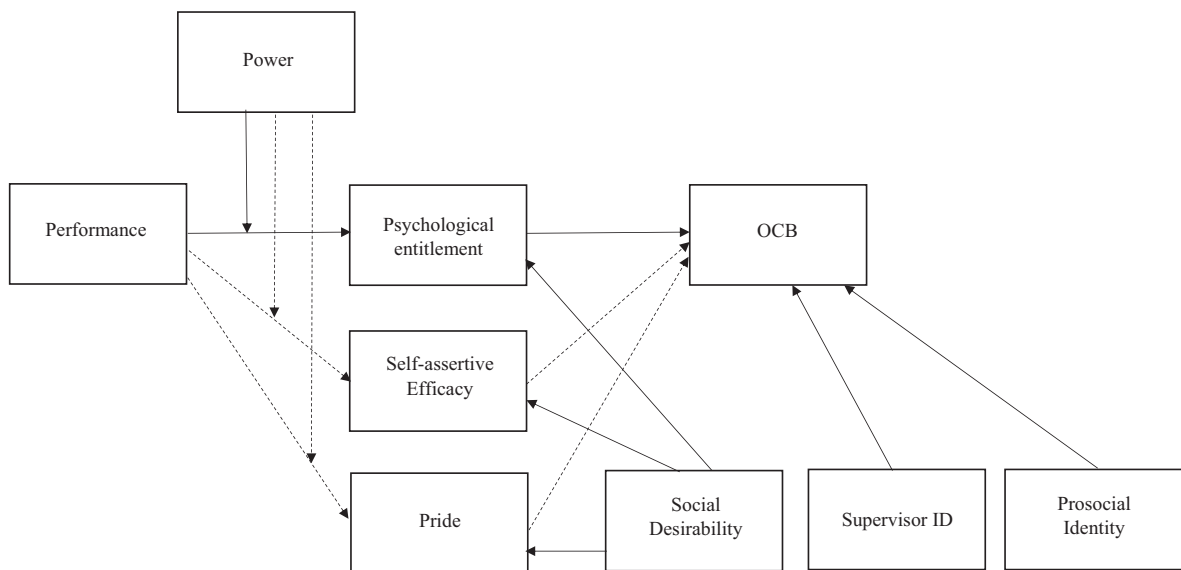 Power
Performance
Psychological
entitlement
OCB
Self-assertive
Efficacy
Pride
Social
Desirability
Supervisor ID
Prosocial
Identity